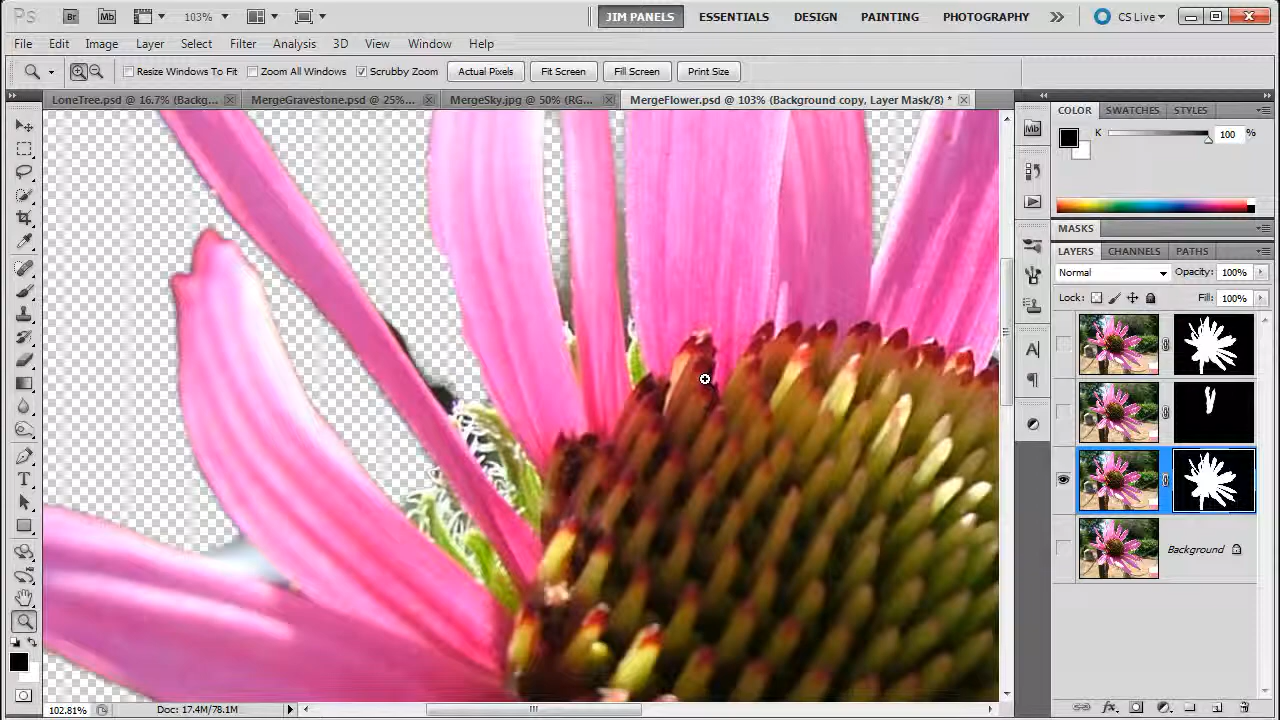 Ps Br Mb 103% JIM PANELS ESSENTIALS DESIGN PAINTING PHOTOGRAPHY CS Live
File Edit Image Layer Select Filter Analysis 3D View Window Help
Resize Windows To Fit Zoom All Windows Scrubby Zoom Actual Pixels Fit Screen Fill Screen Print Size
LoneTree.psd @ 16.7% (Backg... MergeGravestone.psd @ 25%... MergeSky.jpg @ 50% (RG... MergeFlower.psd @ 103% (Background copy, Layer Mask/8) *
COLOR SWATCHES STYLES
Mb
K 100 %
MASKS
LAYERS CHANNELS PATHS
Normal Opacity: 100%
Lock: Fill: 100%
Background
102.81% Doc: 17.4M/78.1M